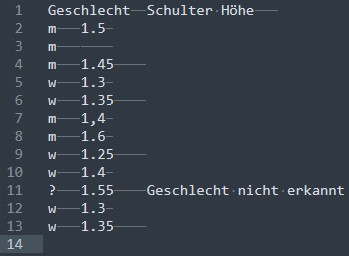 1 Geschlecht Schulter Höhe
2 m 1.5
3 m
4 m 1.45
5 w 1.3
6 w 1.35
7 m 1,4
8 m 1.6
9 w 1.25
10 w 1.4
11 ? 1.55 Geschlecht nicht erkannt
12 w 1.3
13 w 1.35
14